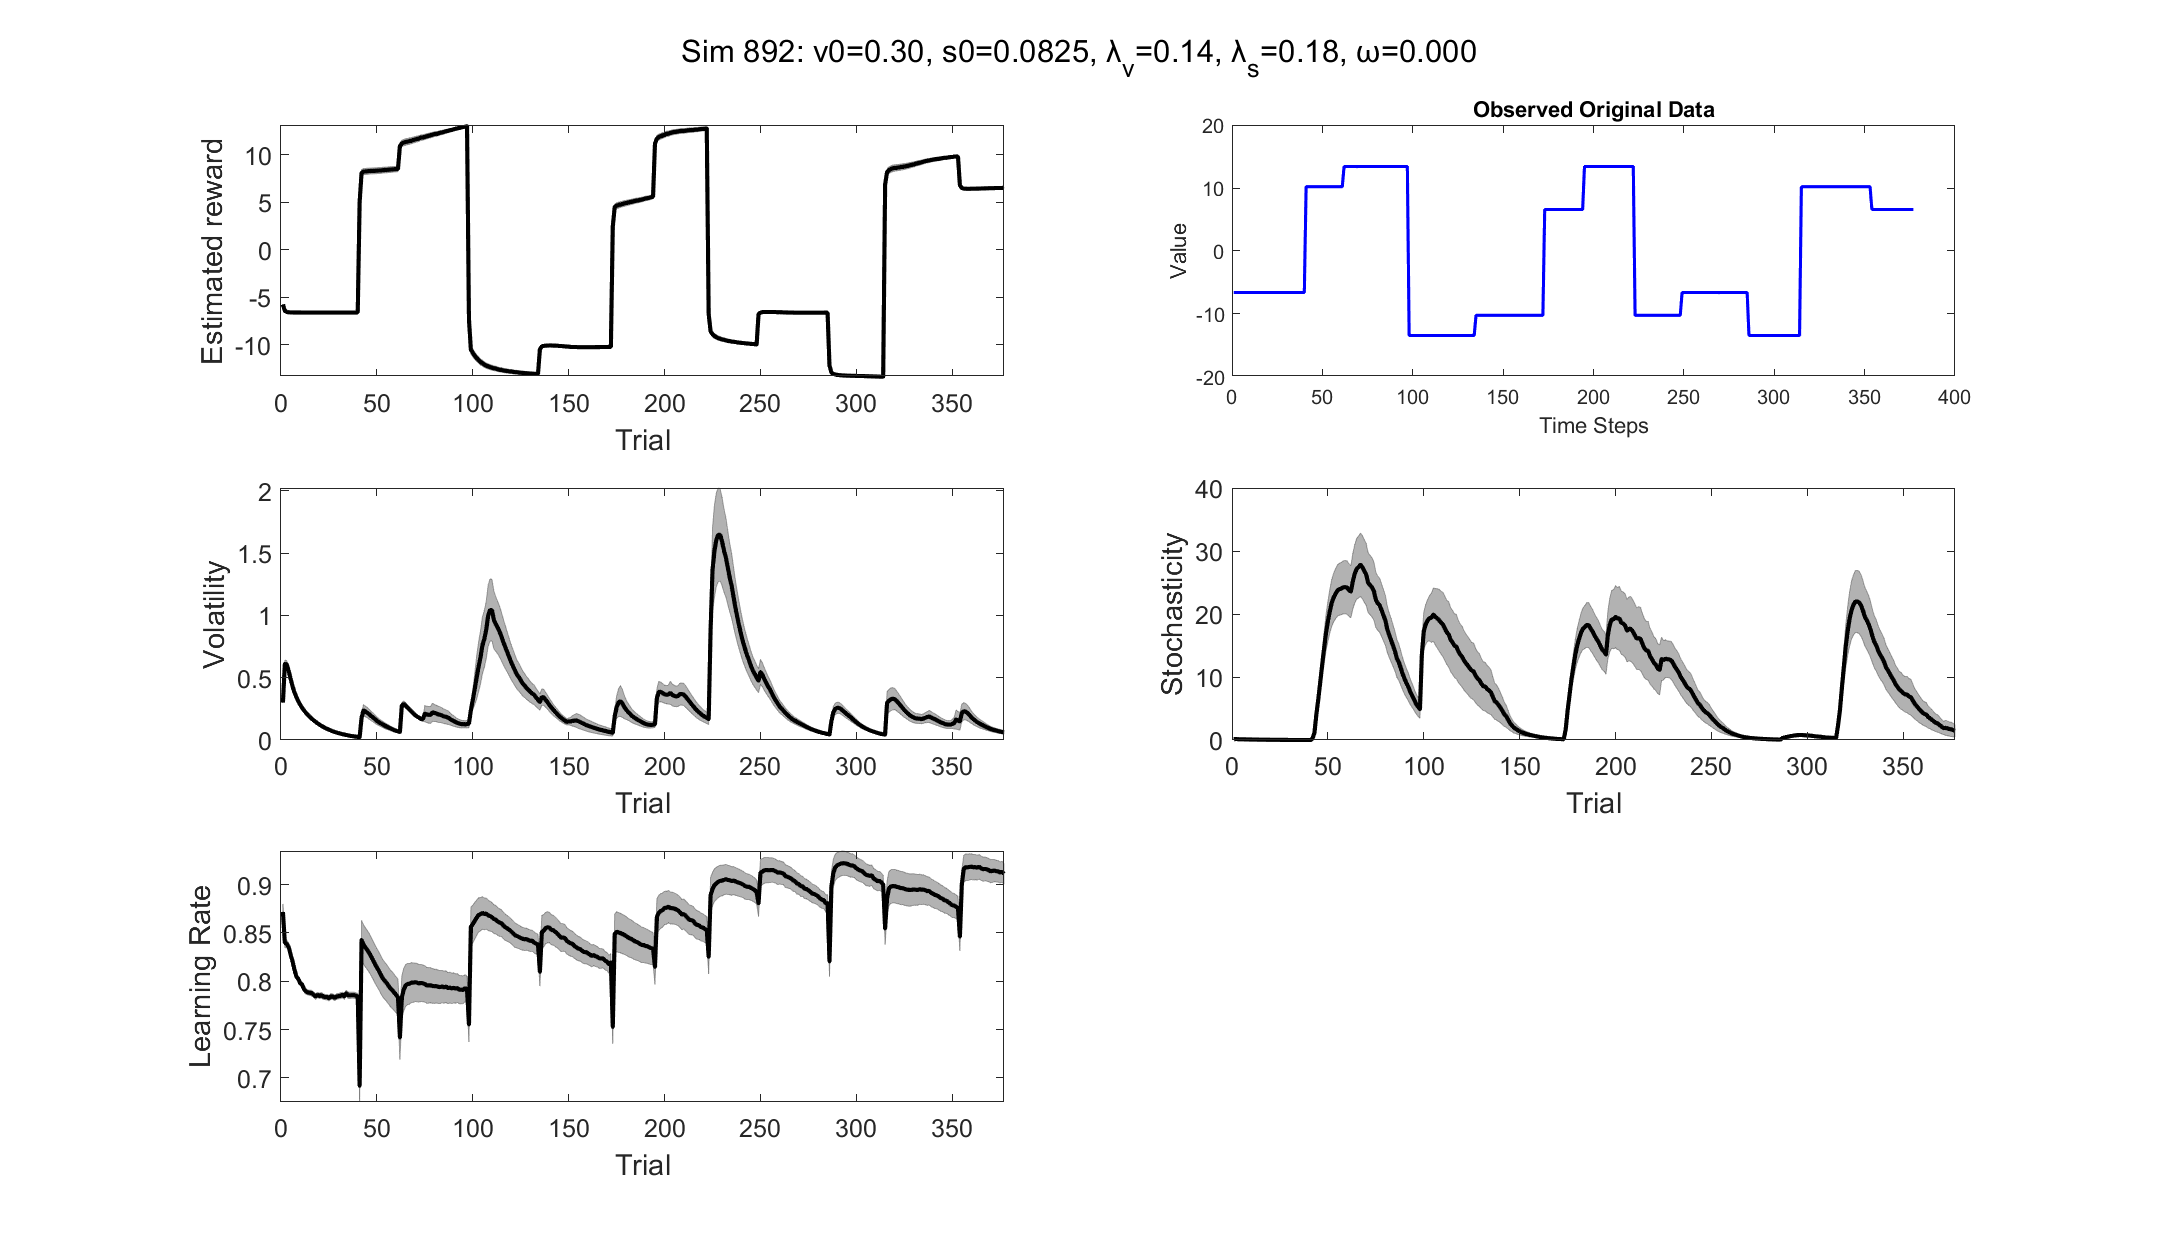 Sim 892: v0=0.30, s0=0.0825, λ_v=0.14, λ_s=0.18, ω=0.000
Estimated reward
10
5
0
-5
-10
0 50 100 150 200 250 300 350
Trial
Observed Original Data
Value
20
10
0
-10
-20
0 50 100 150 200 250 300 350 400
Time Steps
Volatility
2
1.5
1
0.5
0
0 50 100 150 200 250 300 350
Trial
Stochasticity
40
30
20
10
0
0 50 100 150 200 250 300 350
Trial
Learning Rate
0.9
0.85
0.8
0.75
0.7
0 50 100 150 200 250 300 350
Trial